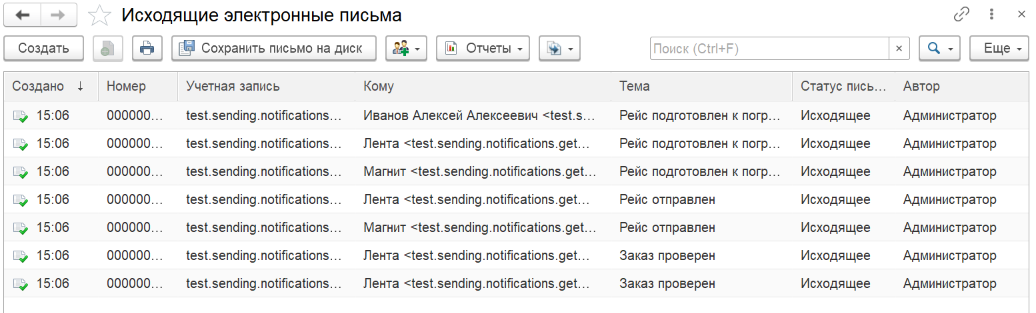 Исходящие электронные письма
Создать Сохранить письмо на диск Отчеты Поиск (Ctrl+F) × Еще
Создано ↓ Номер Учетная запись Кому Тема Статус пись... Автор
15:06 000000... test.sending.notifications... Иванов Алексей Алексеевич <test.s... Рейс подготовлен к погр... Исходящее Администратор
15:06 000000... test.sending.notifications... Лента <test.sending.notifications.get... Рейс подготовлен к погр... Исходящее Администратор
15:06 000000... test.sending.notifications... Магнит <test.sending.notifications.get... Рейс подготовлен к погр... Исходящее Администратор
15:06 000000... test.sending.notifications... Лента <test.sending.notifications.get... Рейс отправлен Исходящее Администратор
15:06 000000... test.sending.notifications... Магнит <test.sending.notifications.get... Рейс отправлен Исходящее Администратор
15:06 000000... test.sending.notifications... Лента <test.sending.notifications.get... Заказ проверен Исходящее Администратор
15:06 000000... test.sending.notifications... Лента <test.sending.notifications.get... Заказ проверен Исходящее Администратор